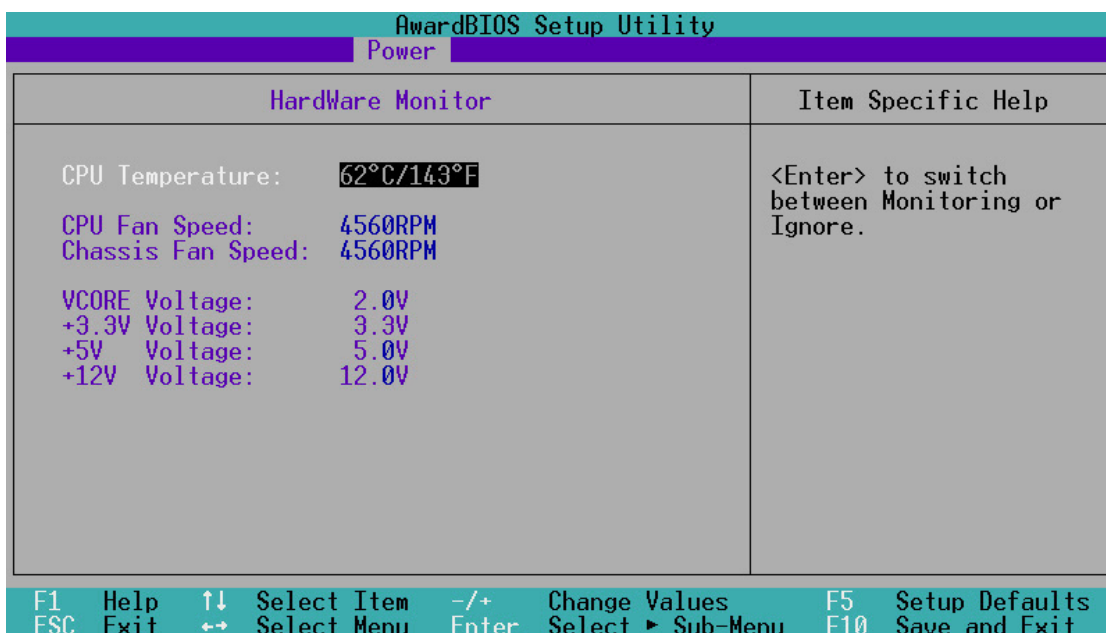 AwardBIOS Setup Utility
Power
HardWare Monitor
Item Specific Help
CPU Temperature: 62°C/143°F
CPU Fan Speed: 4560RPM
Chassis Fan Speed: 4560RPM
VCORE Voltage: 2.0V
+3.3V Voltage: 3.3V
+5V Voltage: 5.0V
+12V Voltage: 12.0V
<Enter> to switch
between Monitoring or
Ignore.
F1 Help ↑↓ Select Item -/+ Change Values F5 Setup Defaults
ESC Exit ←→ Select Menu Enter Select ► Sub-Menu F10 Save and Exit